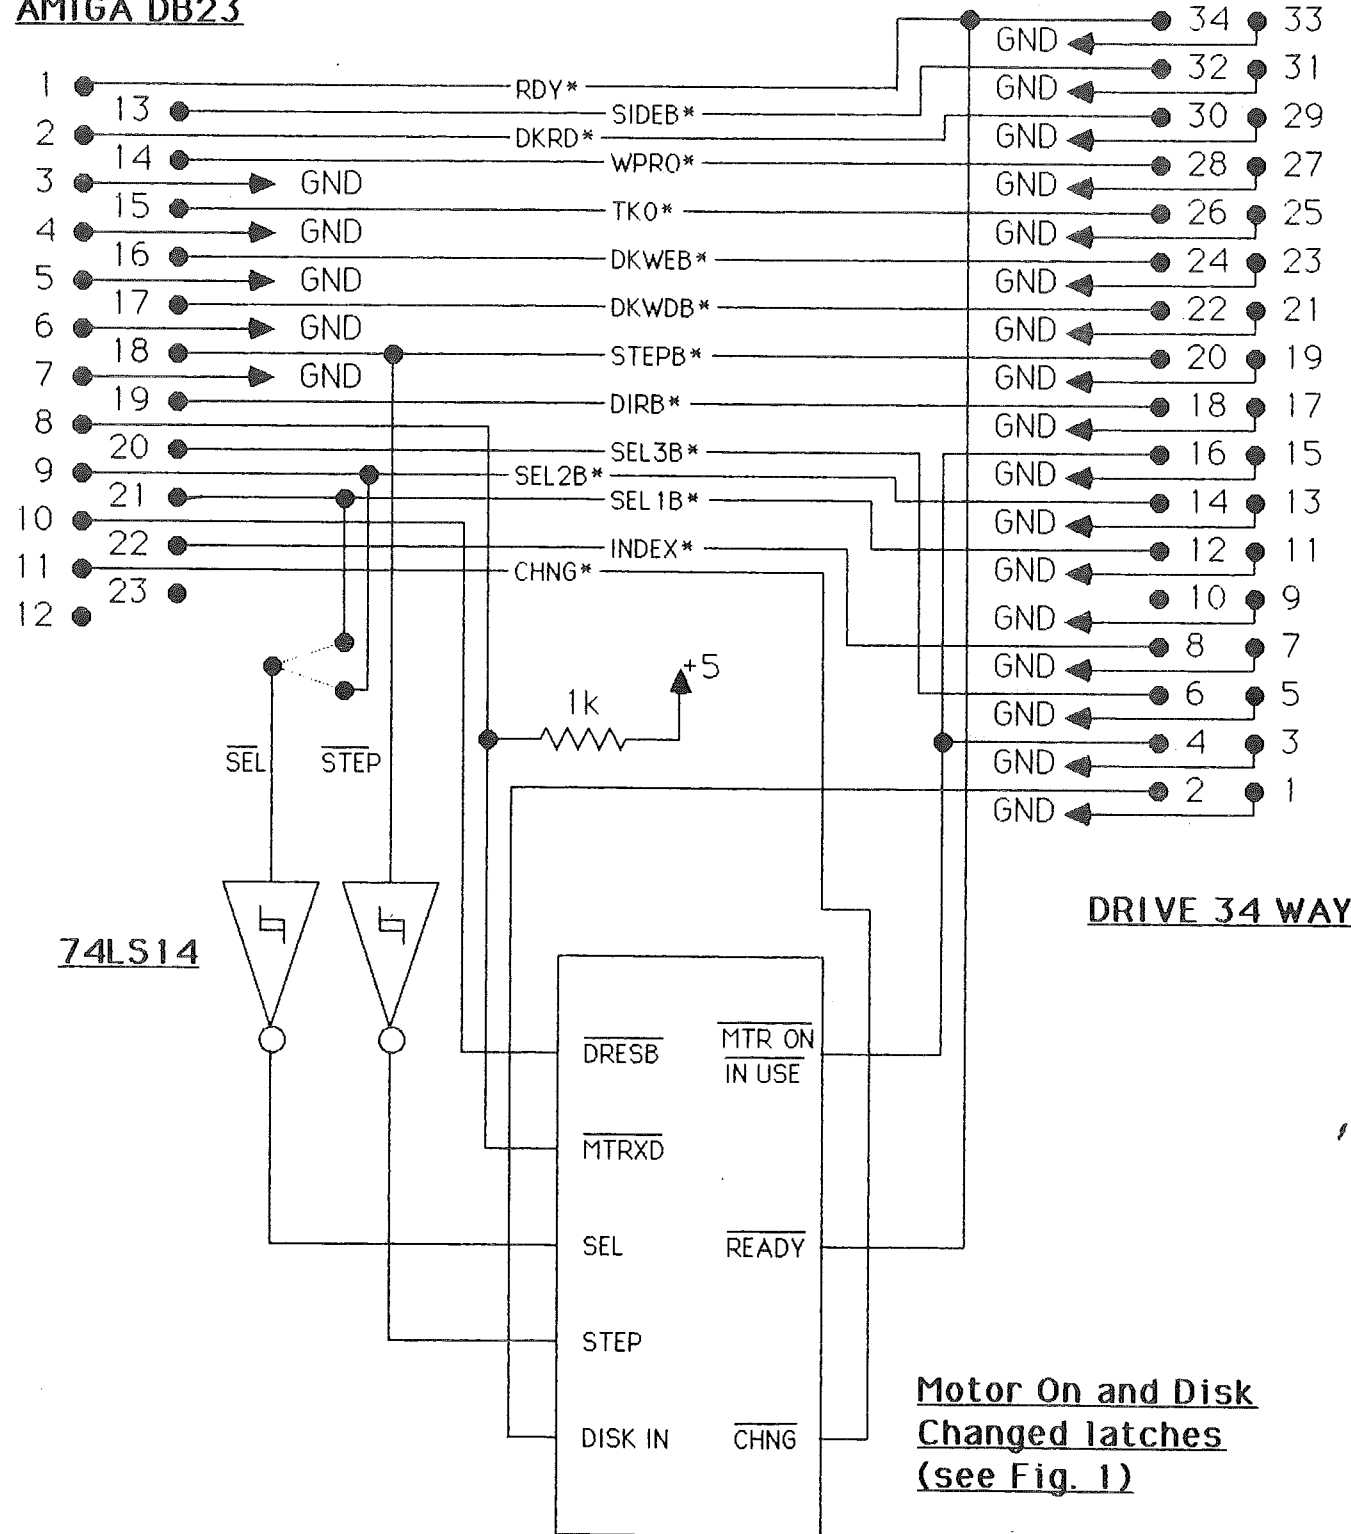 AMIGA DB23
34 33
GND
1 RDY* 32 31
13 SIDEB* GND
2 DKRD* 30 29
14 WPRO* GND
28 27
3 GND GND
15 TK0* 26 25
4 GND GND
16 DKWEB* 24 23
5 GND GND
17 DKWDB* 22 21
6 GND GND
18 STEPB* 20 19
7 GND GND
19 DIRB* 18 17
8 GND
20 SEL3B* 16 15
9 SEL2B* GND
21 SEL1B* 14 13
10 GND
22 INDEX* 12 11
11 CHNG* GND
23 10 9
12 GND
8 7
+5 GND
1k 6 5
GND
SEL STEP 4 3
GND
2 1
GND
DRIVE 34 WAY
74LS14
DRESB MTR ON
IN USE
MTRXD
SEL READY
STEP
DISK IN CHNG
Motor On and Disk
Changed latches
(see Fig. 1)